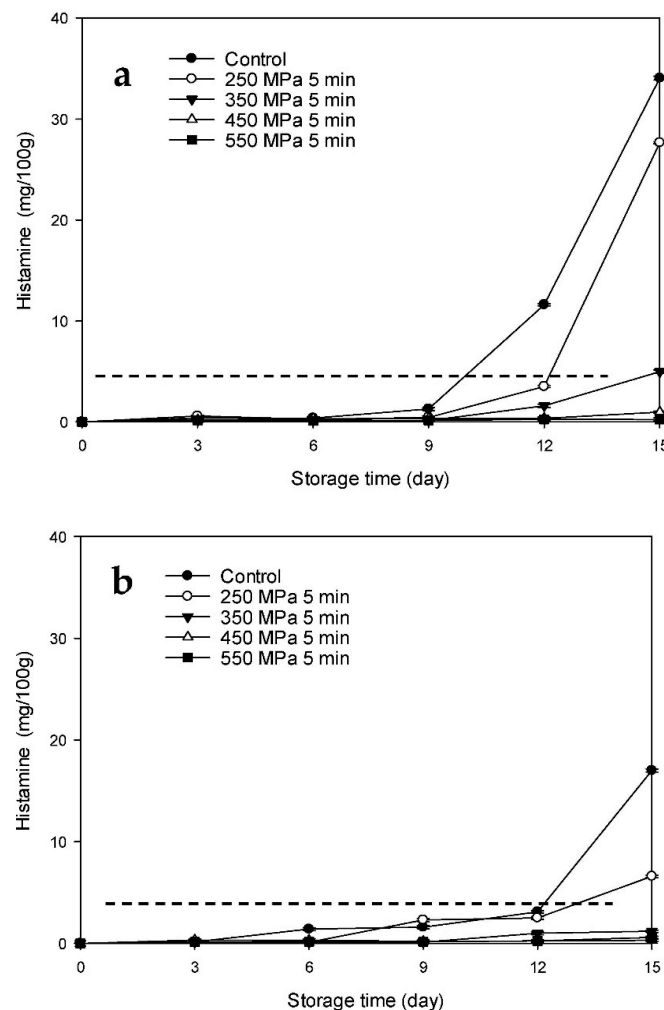 40
a
Control
250 MPa 5 min
350 MPa 5 min
450 MPa 5 min
550 MPa 5 min
30
20
10
0
Histamine (mg/100g)
0 3 6 9 12 15
Storage time (day)
40
b
Control
250 MPa 5 min
350 MPa 5 min
450 MPa 5 min
550 MPa 5 min
30
20
10
0
Histamine (mg/100g)
0 3 6 9 12 15
Storage time (day)